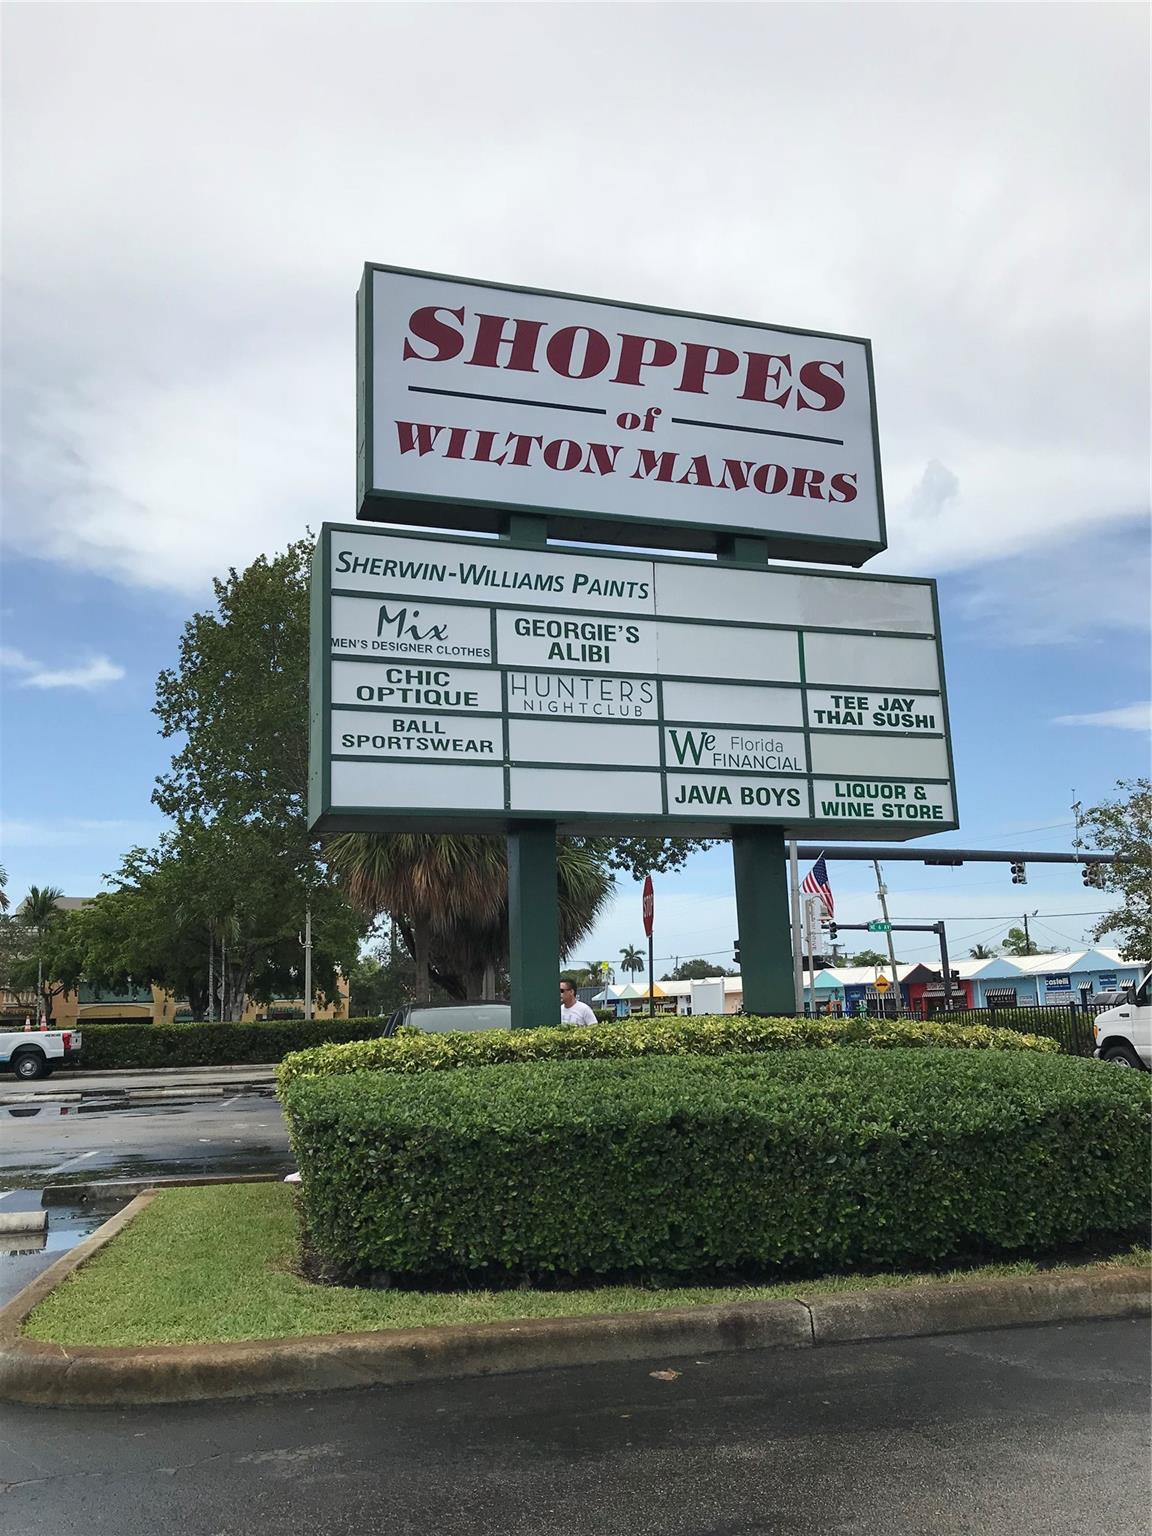 SHOPPES
of
WILTON MANORS
SHERWIN-WILLIAMS PAINTS
Mix
MEN'S DESIGNER CLOTHES
GEORGIE'S
ALIBI
CHIC
OPTIQUE
HUNTERS
NIGHTCLUB
TEE JAY
THAI SUSHI
BALL
SPORTSWEAR
We Florida
FINANCIAL
JAVA BOYS
LIQUOR &
WINE STORE
STOP